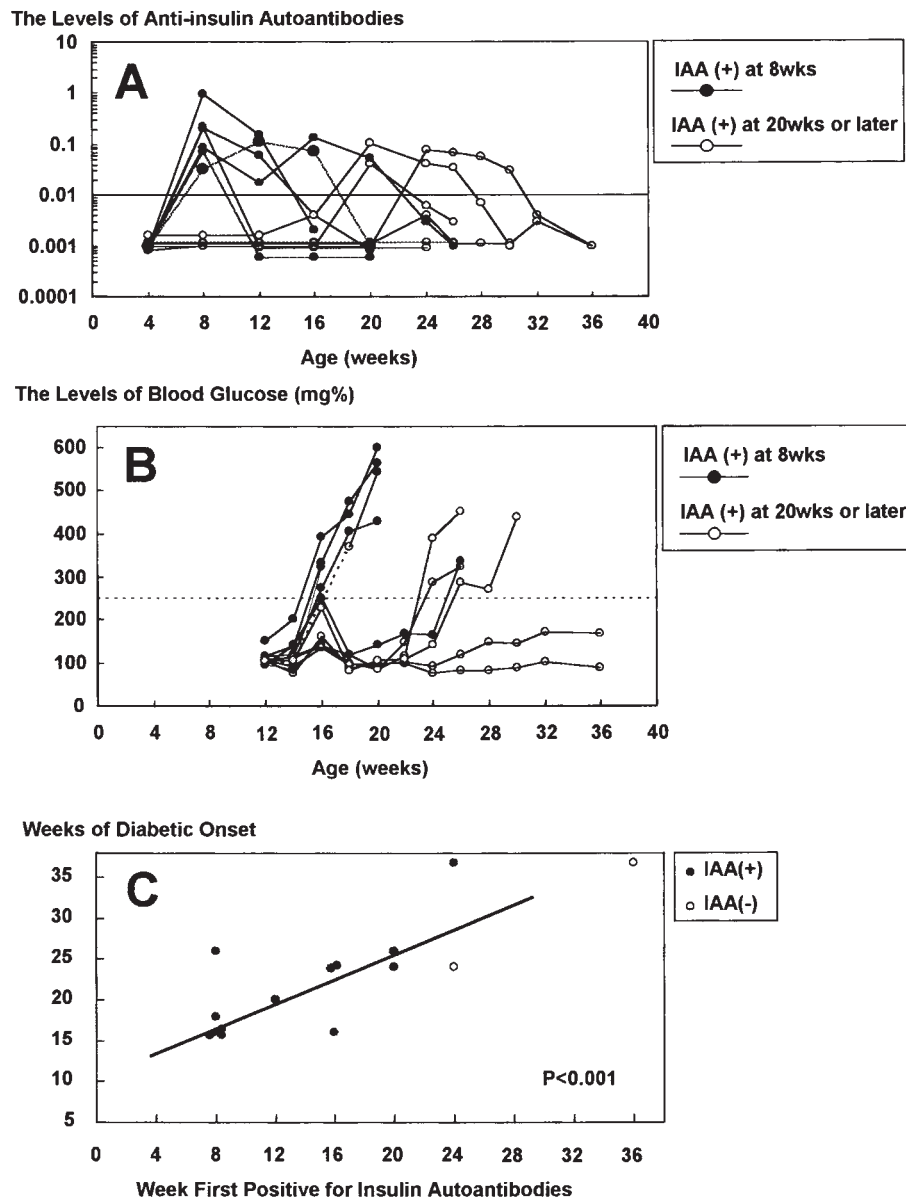 The Levels of Anti-insulin Autoantibodies
10
1
0.1
0.01
0.001
0.0001
A
0 4 8 12 16 20 24 28 32 36 40
Age (weeks)
IAA (+) at 8wks
IAA (+) at 20wks or later
The Levels of Blood Glucose (mg%)
600
500
400
300
200
100
0
B
0 4 8 12 16 20 24 28 32 36 40
Age (weeks)
IAA (+) at 8wks
IAA (+) at 20wks or later
Weeks of Diabetic Onset
35
30
25
20
15
10
5
C
P<0.001
0 4 8 12 16 20 24 28 32 36
Week First Positive for Insulin Autoantibodies
IAA(+)
IAA(-)